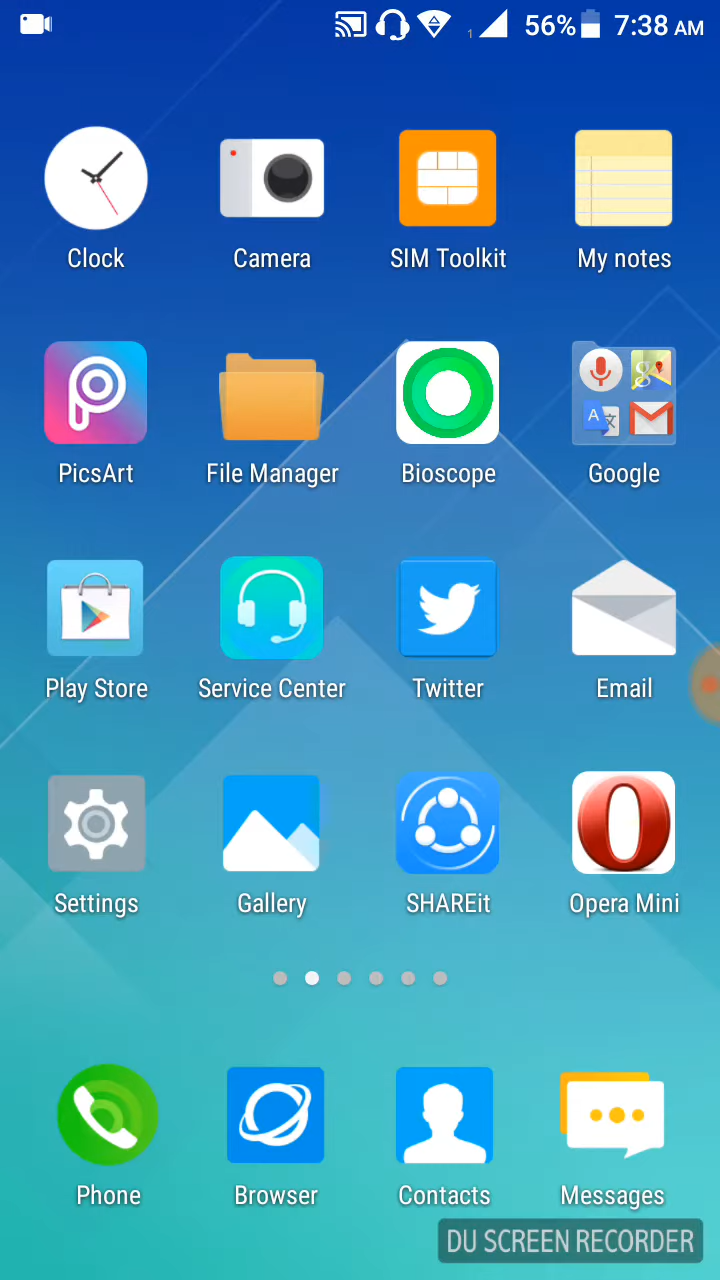 1 56% 7:38 AM
Clock Camera SIM Toolkit My notes
PicsArt File Manager Bioscope Google
Play Store Service Center Twitter Email
Settings Gallery SHAREit Opera Mini
Phone Browser Contacts Messages
DU SCREEN RECORDER